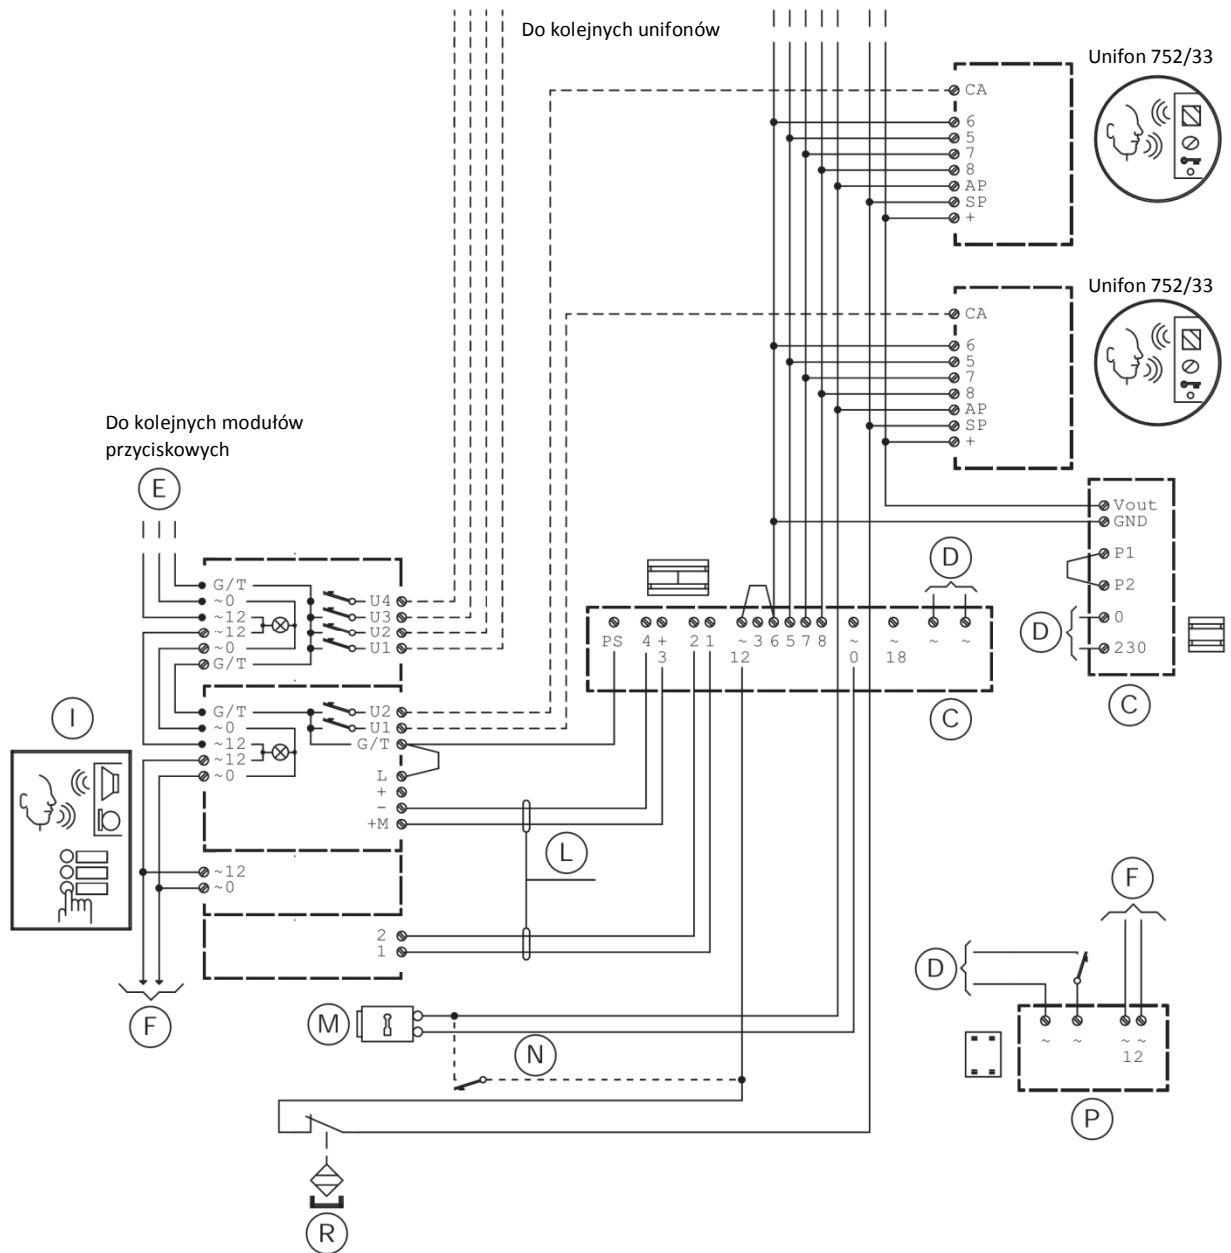 Do kolejnych unifonów
Unifon 752/33
CA
6
5
7
8
AP
SP
+
Unifon 752/33
CA
6
5
7
8
AP
SP
+
Do kolejnych modułów
przyciskowych
E
Vout
GND
P1
P2
0
230
D
C
D
G/T
~0
~12
~12
~0
G/T
U4
U3
U2
U1
PS 4 + 2 1 ~ 3 6 5 7 8 ~ ~ ~ ~
3 12 0 18
C
I
G/T
~0
~12
~12
~0
U2
U1
G/T
L
+
-
+M
L
~12
~0
2
1
F
F
D
~ ~ ~ ~
12
P
M
N
R